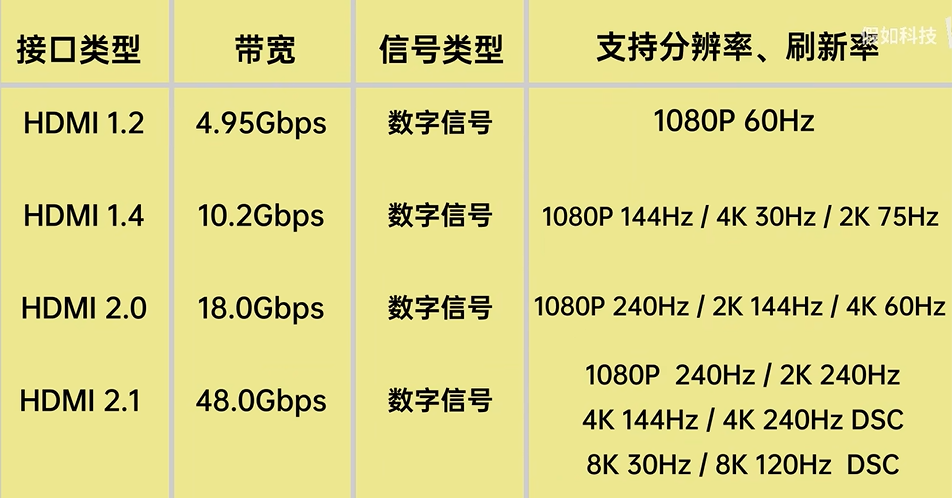 接口类型 带宽 信号类型 支持分辨率、刷新率
假如科技
HDMI 1.2 4.95Gbps 数字信号 1080P 60Hz
HDMI 1.4 10.2Gbps 数字信号 1080P 144Hz / 4K 30Hz / 2K 75Hz
HDMI 2.0 18.0Gbps 数字信号 1080P 240Hz / 2K 144Hz / 4K 60Hz
HDMI 2.1 48.0Gbps 数字信号 1080P 240Hz / 2K 240Hz
4K 144Hz / 4K 240Hz DSC
8K 30Hz / 8K 120Hz DSC